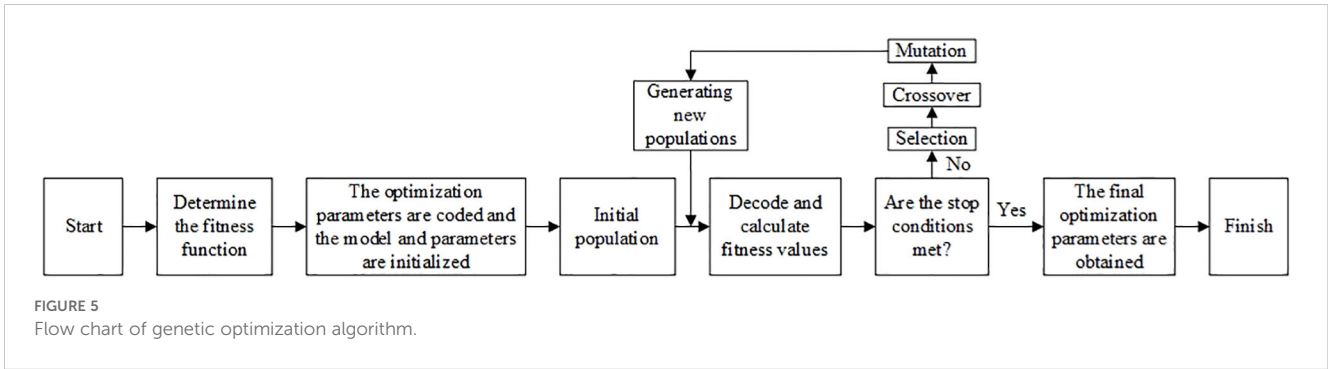 Mutation
Crossover
Selection
No
Generating
new
populations
Start
Determine
the fitness
function
The optimization
parameters are coded and
the model and parameters
are initialized
Initial
population
Decode and
calculate
fitness values
Are the stop
conditions
met?
Yes
The final
optimization
parameters are
obtained
Finish
FIGURE 5
Flow chart of genetic optimization algorithm.